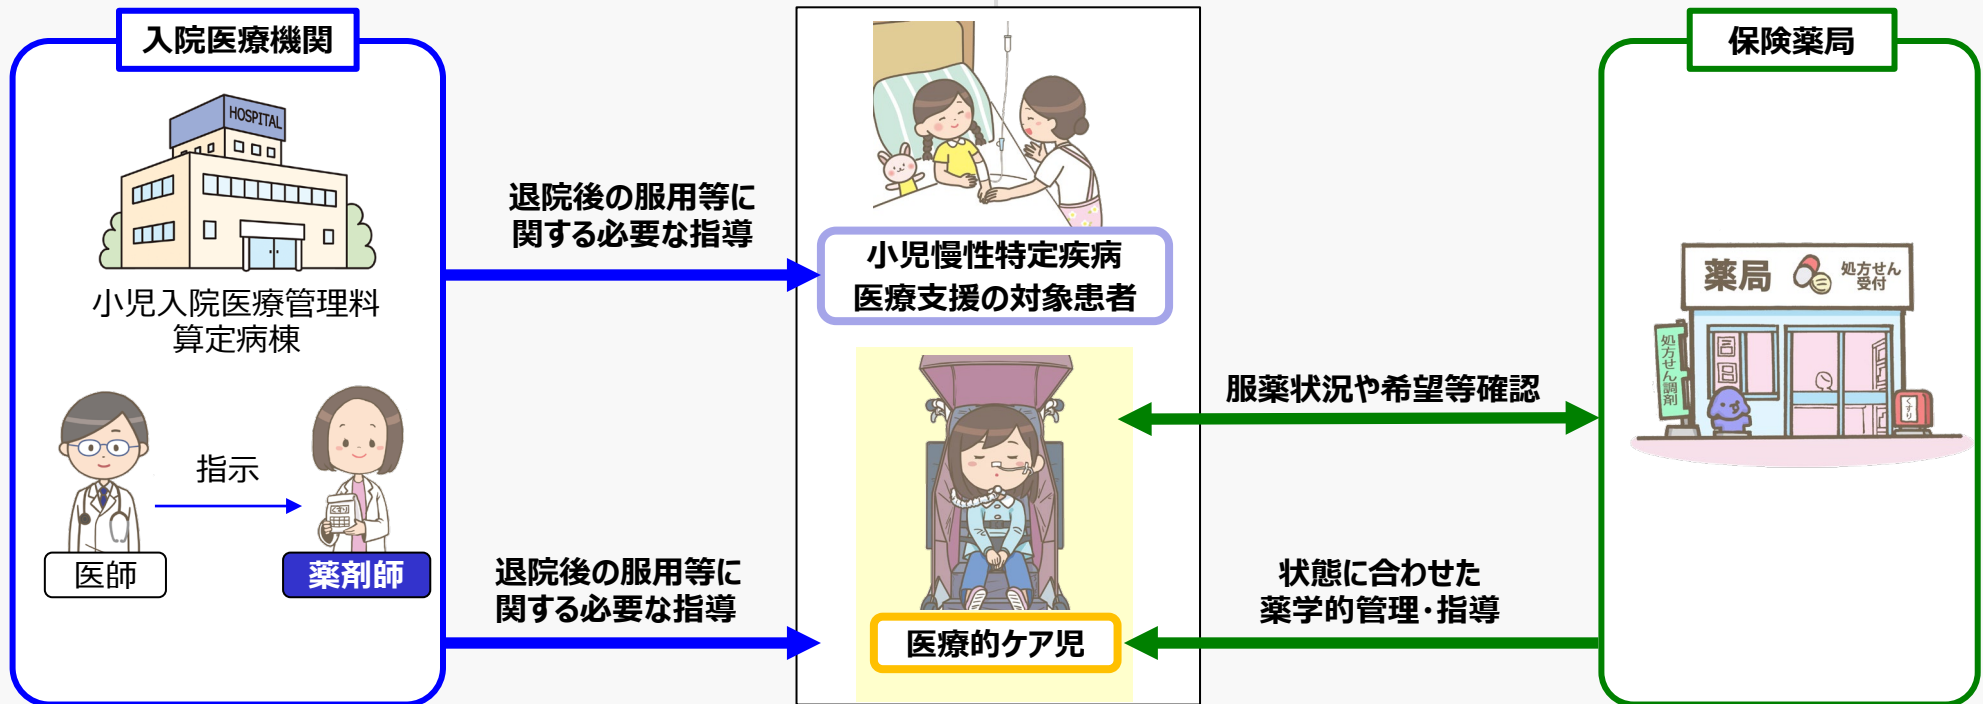 入院医療機関
HOSPITAL
小児入院医療管理料
算定病棟
指示
医師
薬剤師
退院後の服用等に
関する必要な指導
退院後の服用等に
関する必要な指導
小児慢性特定疾病
医療支援の対象患者
医療的ケア児
服薬状況や希望等確認
状態に合わせた
薬学的管理・指導
保険薬局
薬局
処方せん
受付
処方せん調剤
くすり
くすり